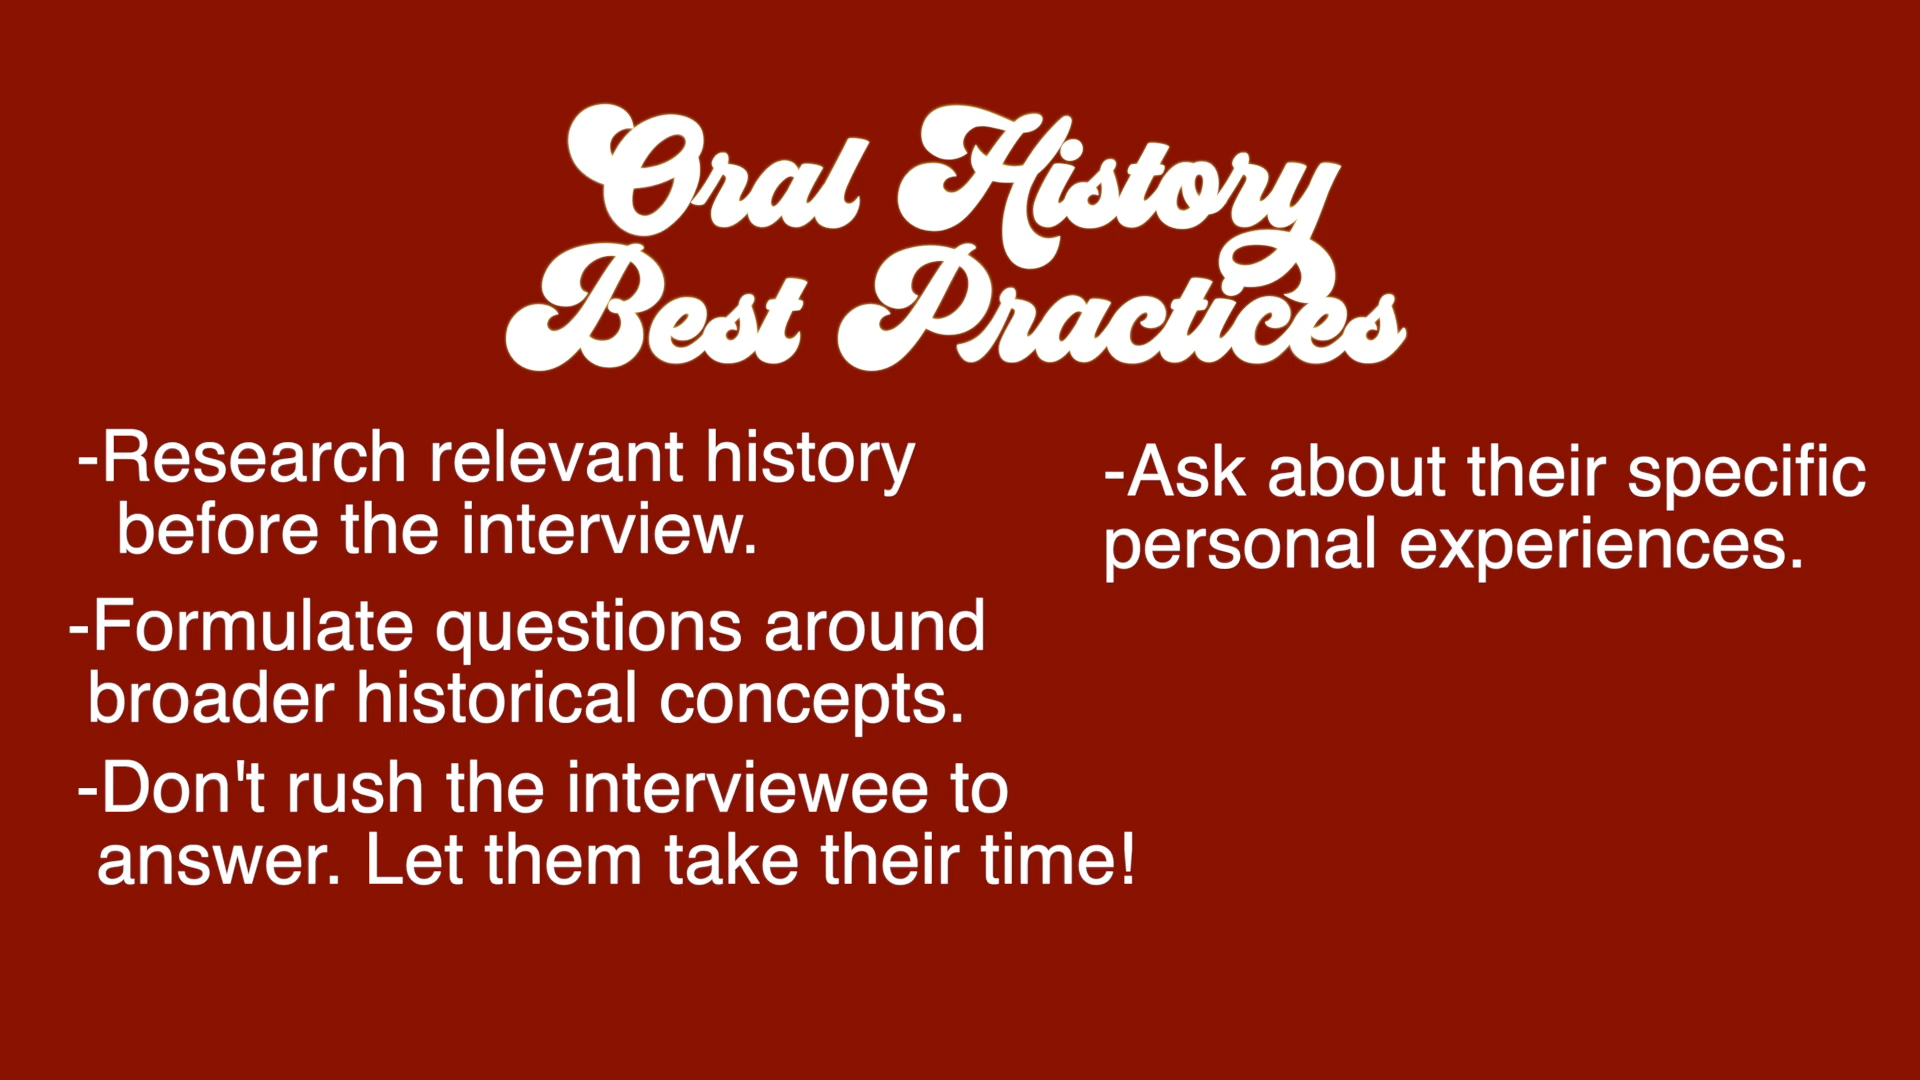 Oral History
Best Practices
-Research relevant history
before the interview.
-Formulate questions around
broader historical concepts.
-Don't rush the interviewee to
answer. Let them take their time!
-Ask about their specific
personal experiences.